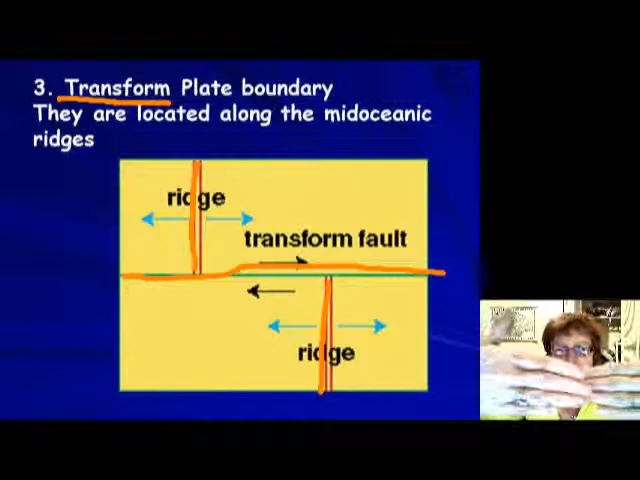 3. Transform Plate boundary
They are located along the midoceanic
ridges
ridge
transform fault
ridge